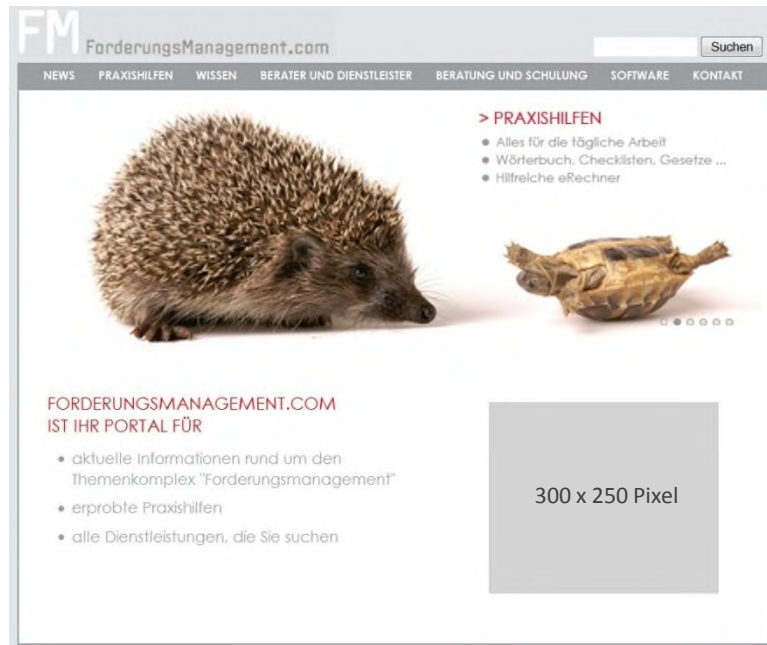 FM ForderungsManagement.com
Suchen
NEWS PRAXISHILFEN WISSEN BERATER UND DIENSTLEISTER BERATUNG UND SCHULUNG SOFTWARE KONTAKT
> PRAXISHILFEN
• Alles für die tägliche Arbeit
• Wörterbuch, Checklisten, Gesetze ...
• Hilfreiche eRechner
FORDERUNGSMANAGEMENT.COM
IST IHR PORTAL FÜR
• aktuelle Informationen rund um den
Themenkomplex "Forderungsmanagement"
• erprobte Praxishilfen
• alle Dienstleistungen, die Sie suchen
300 x 250 Pixel